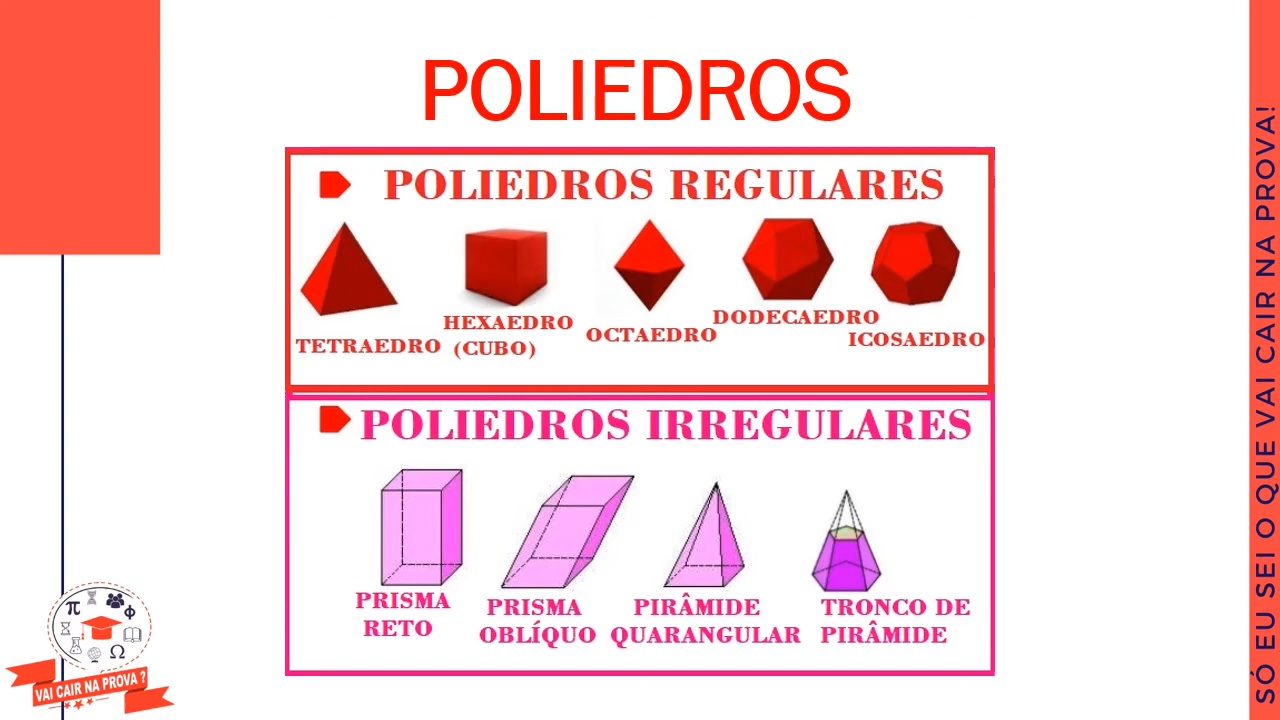 POLIEDROS
POLIEDROS REGULARES
TETRAEDRO
HEXAEDRO
(CUBO)
OCTAEDRO
DODECAEDRO
ICOSAEDRO
POLIEDROS IRREGULARES
PRISMA
RETO
PRISMA
OBLÍQUO
PIRÂMIDE
QUARANGULAR
TRONCO DE
PIRÂMIDE
π
Φ
Ω
VAI CAIR NA PROVA ?
SÓ EU SEI O QUE VAI CAIR NA PROVA!